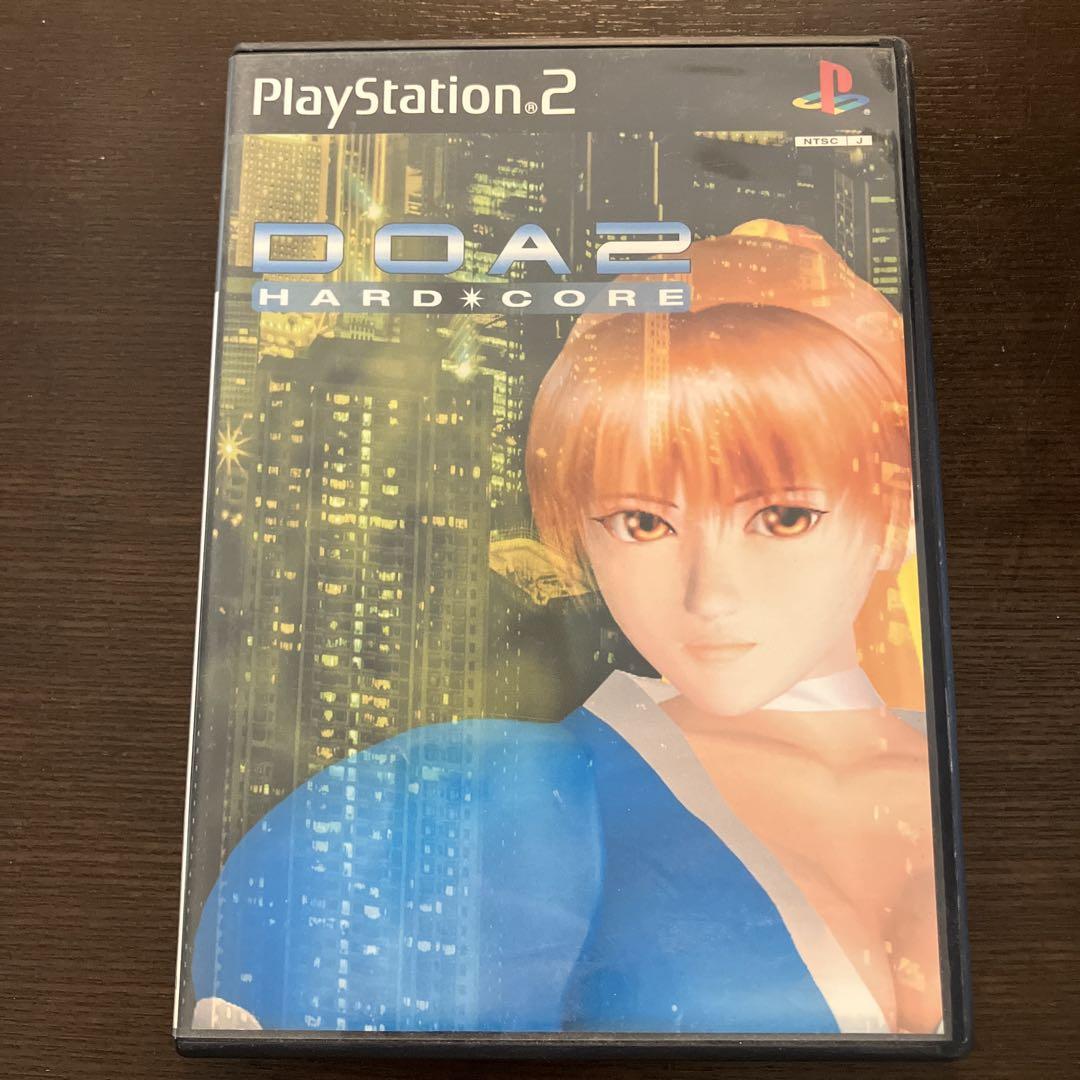 PlayStation®2
NTSC J
DOA2
HARD✴CORE